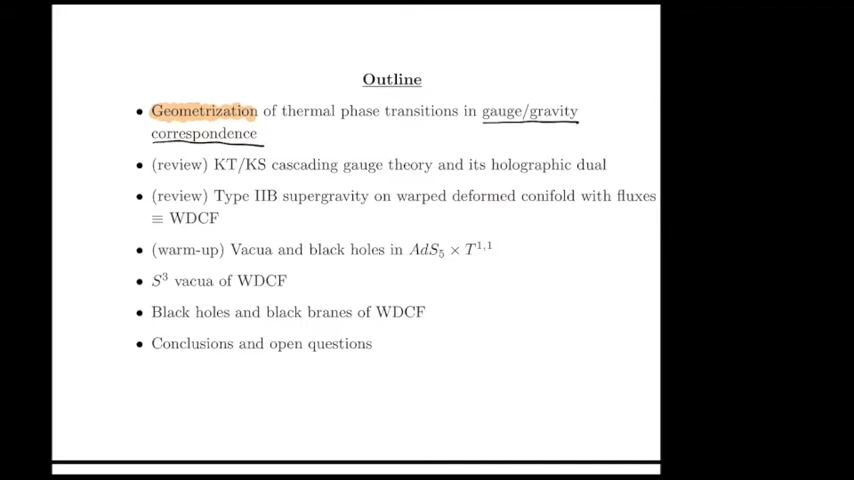 Outline
• Geometrization of thermal phase transitions in gauge/gravity
correspondence
• (review) KT/KS cascading gauge theory and its holographic dual
• (review) Type IIB supergravity on warped deformed conifold with fluxes
≡ WDCF
• (warm-up) Vacua and black holes in AdS₅ × T¹,¹
• S³ vacua of WDCF
• Black holes and black branes of WDCF
• Conclusions and open questions